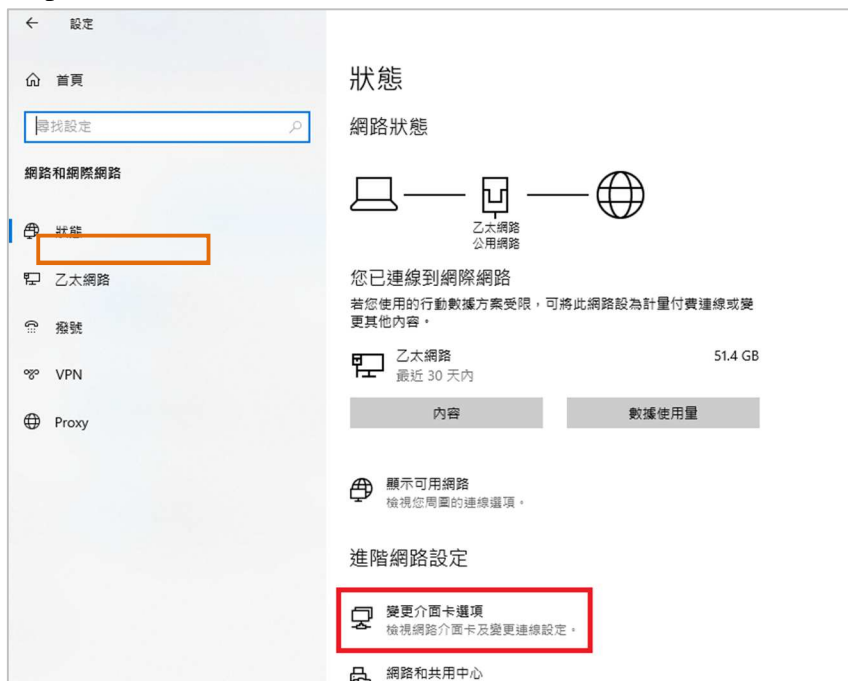 設定
首頁
尋找設定
網路和網際網路
狀態
乙太網路
撥號
VPN
Proxy
狀態
網路狀態
乙太網路
公用網路
您已連線到網際網路
若您使用的行動數據方案受限，可將此網路設為計量付費連線或變
更其他內容。
乙太網路
51.4 GB
最近 30 天內
內容
數據使用量
顯示可用網路
檢視您周圍的連線選項。
進階網路設定
變更介面卡選項
檢視網路介面卡及變更連線設定。
網路和共用中心